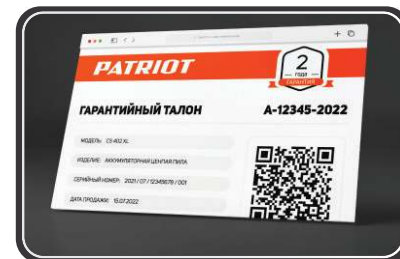 PATRIOT
2
ГОДА
ГАРАНТИЯ
ГАРАНТИЙНЫЙ ТАЛОН
A-12345-2022
МОДЕЛЬ: CS 402 XL
ИЗДЕЛИЕ: АККУМУЛЯТОРНАЯ ЦЕПНАЯ ПИЛА
СЕРИЙНЫЙ НОМЕР: 2021 / 07 / 12345678 / 001
ДАТА ПРОДАЖИ: 15.07.2022